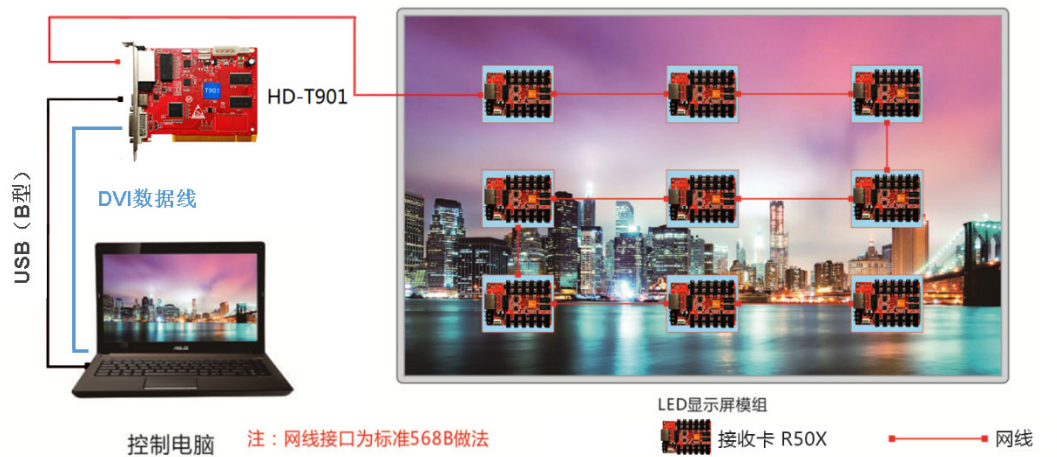 T901
HD-T901
DVI数据线
USB（B型）
ASUS
LED显示屏模组
控制电脑
注：网线接口为标准568B做法
接收卡 R50X
网线